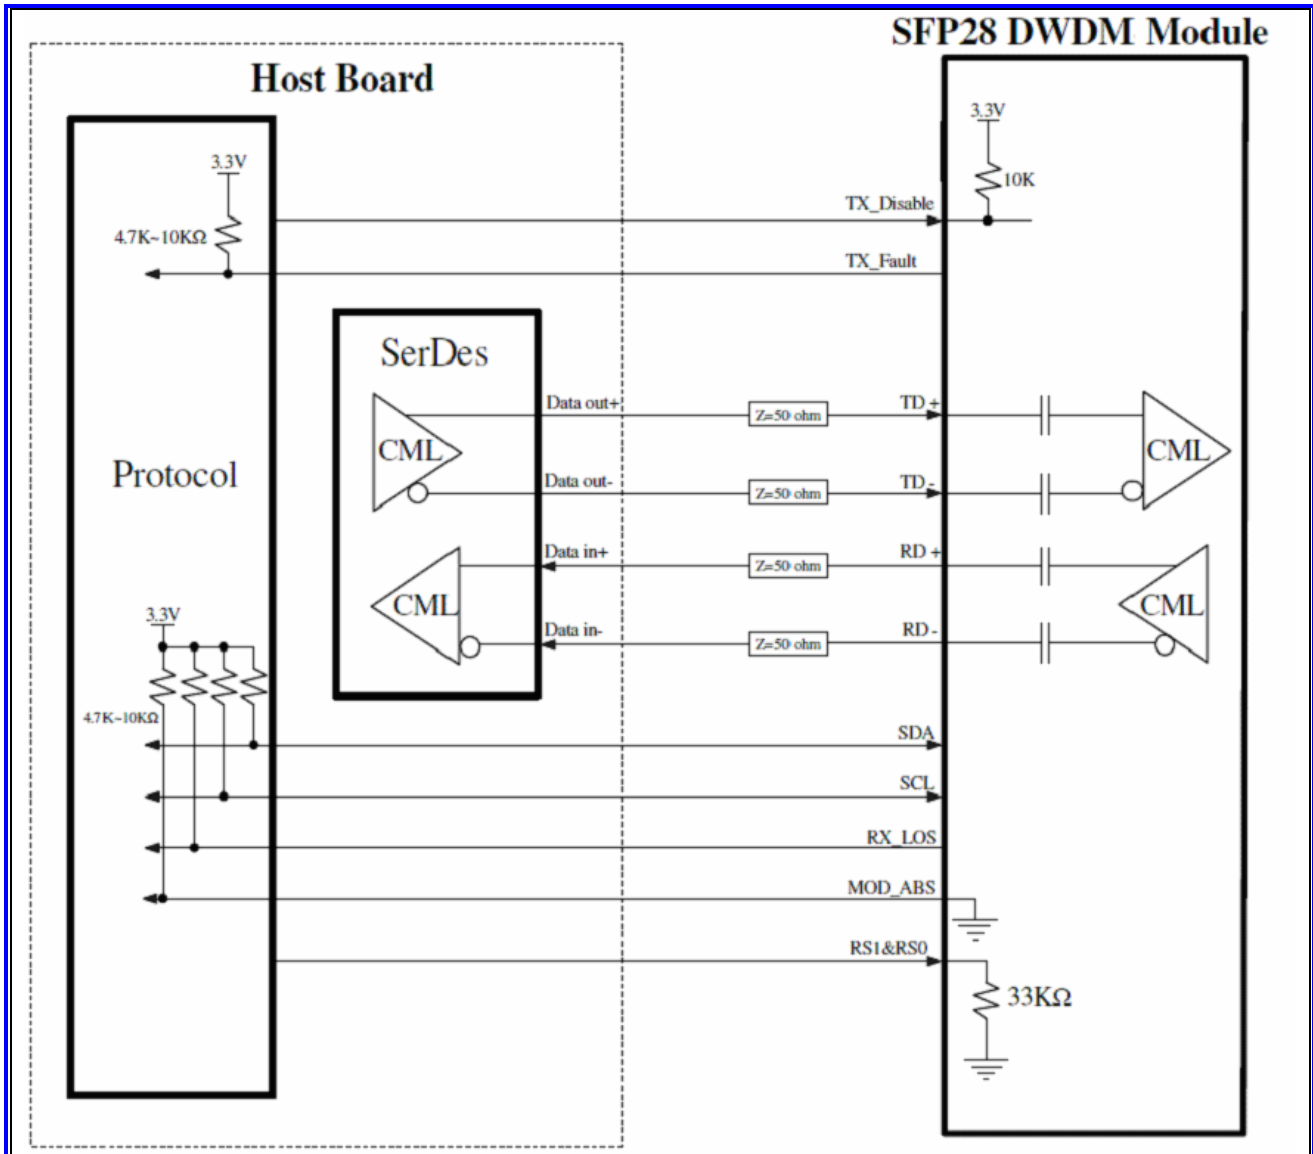 SFP28 DWDM Module
Host Board
3.3V
3.3V
10K
4.7K~10KΩ
TX_Disable
TX_Fault
SerDes
Data out+
Z=50 ohm
TD +
CML
CML
Protocol
Data out-
Z=50 ohm
TD -
Data in+
Z=50 ohm
RD +
CML
CML
3.3V
Data in-
Z=50 ohm
RD -
4.7K~10KΩ
SDA
SCL
RX_LOS
MOD_ABS
RS1&RS0
33KΩ